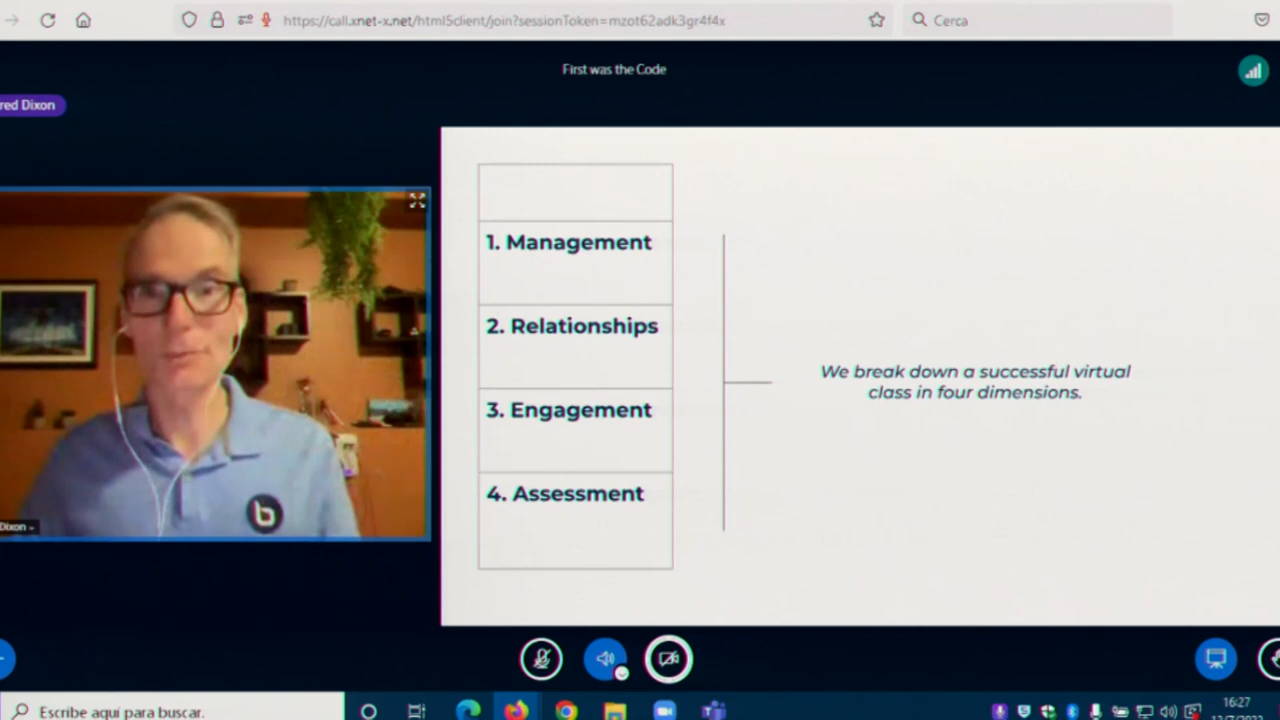 https://call.xnet-x.net/html5client/join?sessionToken=mzot62adk3gr4f4x
Cerca
First was the Code
red Dixon
1. Management
2. Relationships
3. Engagement
4. Assessment
We break down a successful virtual
class in four dimensions.
Dixon
b
Escribe aquí para buscar.
16:27